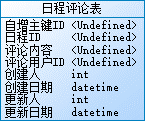 日程评论表
自增主键ID <Undefined>
日程ID <Undefined>
评论内容 <Undefined>
评论用户ID <Undefined>
创建人 int
创建日期 datetime
更新人 int
更新日期 datetime